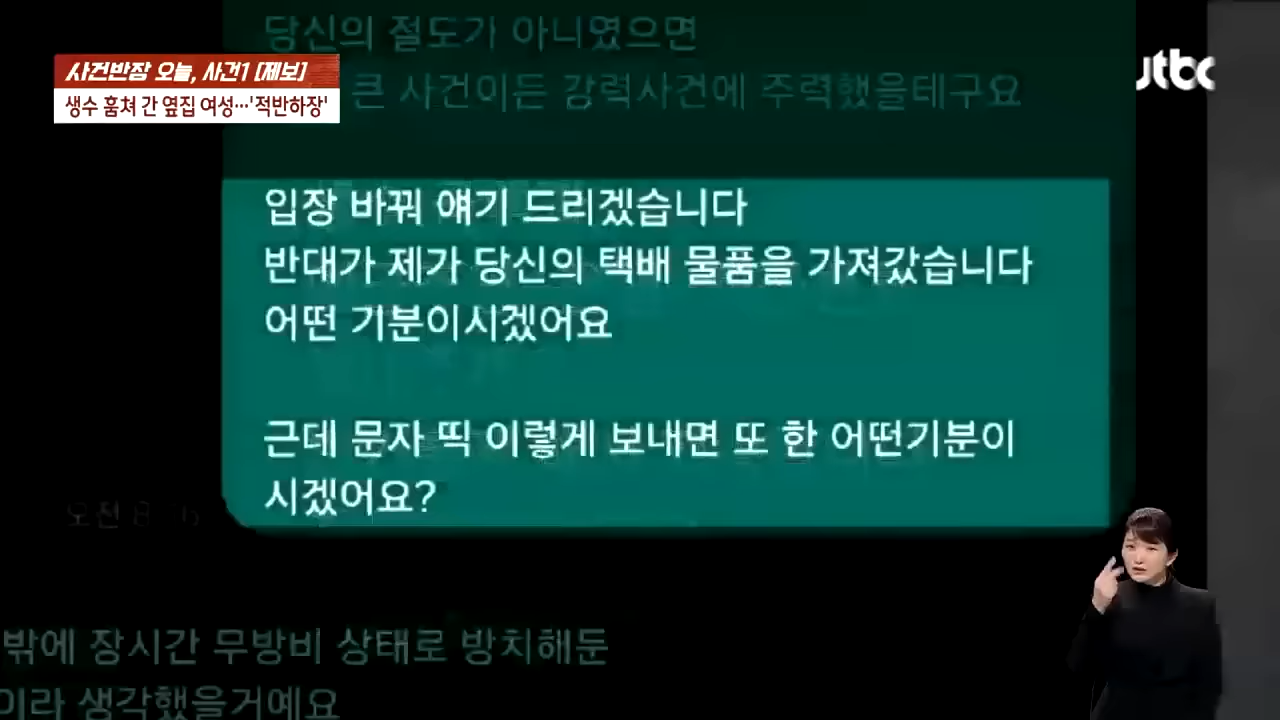 당신의 절도가 아니였으면
사건반장 오늘, 사건1 [제보]
jtbc
큰 사건이든 강력사건에 주력했을테구요
생수 훔쳐 간 옆집 여성…'적반하장'
입장 바꿔 얘기 드리겠습니다
반대가 제가 당신의 택배 물품을 가져갔습니다
어떤 기분이시겠어요
근데 문자 띡 이렇게 보내면 또 한 어떤기분이
시겠어요?
오전
밖에 장시간 무방비 상태로 방치해둔
이라 생각했을거예요